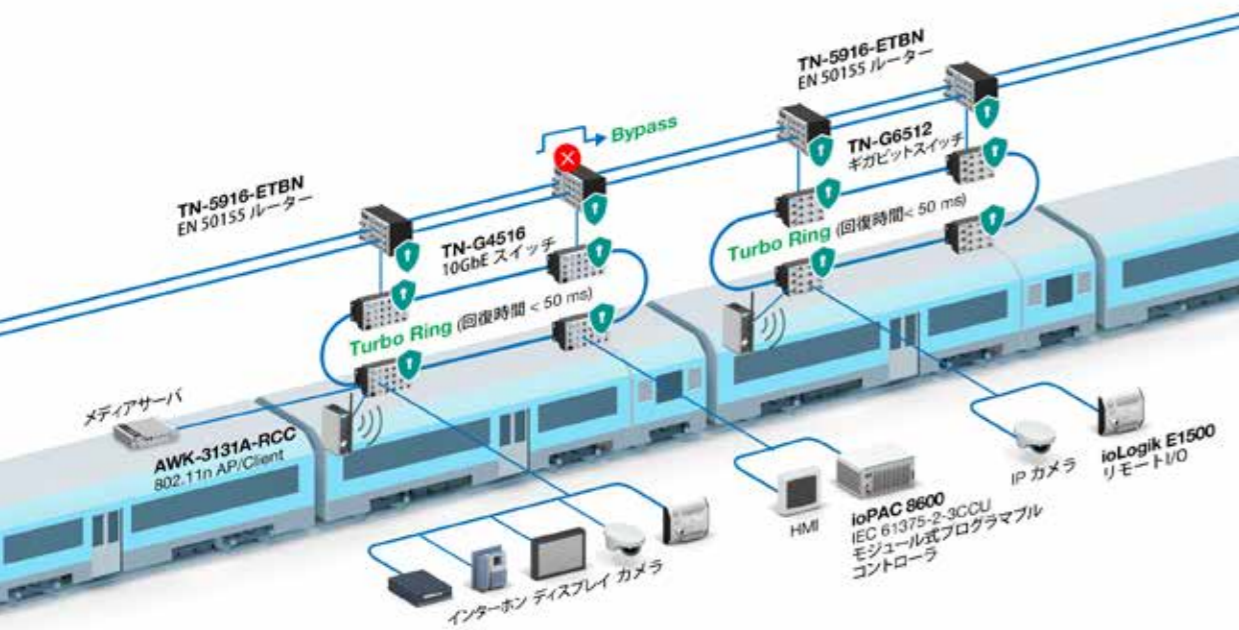 TN-5916-ETBN
EN 50155 ルーター
Bypass
TN-G6512
ギガビットスイッチ
TN-5916-ETBN
EN 50155 ルーター
TN-G4516
10GbE スイッチ
Turbo Ring (回復時間< 50 ms)
Turbo Ring (回復時間 < 50 ms)
メディアサーバ
AWK-3131A-RCC
802.11n AP/Client
インターホン ディスプレイ カメラ
HMI
ioPAC 8600
IEC 61375-2-3CCU
モジュール式プログラマブル
コントローラ
IP カメラ
ioLogik E1500
リモートI/O